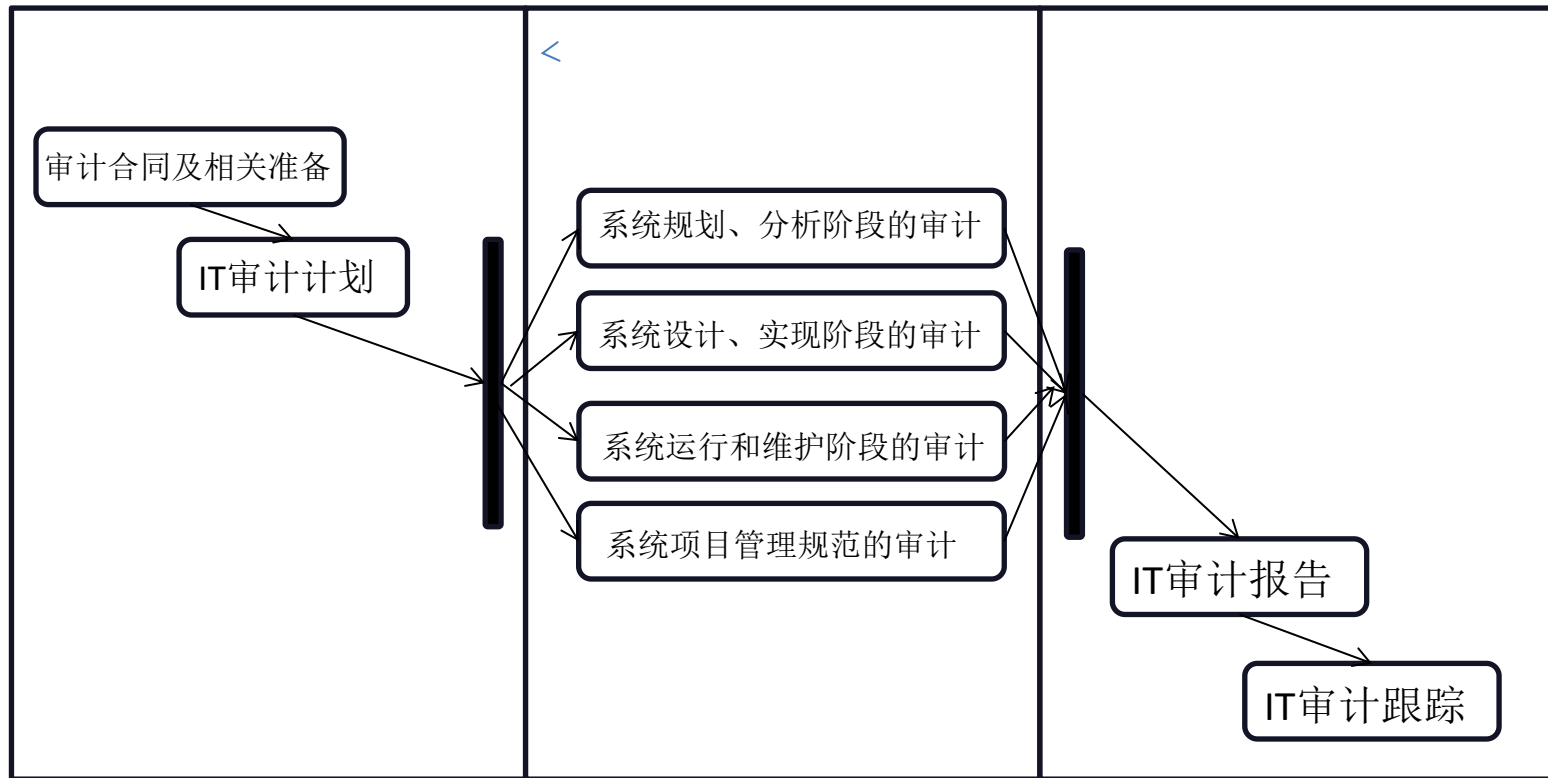 <
审计合同及相关准备
IT审计计划
系统规划、分析阶段的审计
系统设计、实现阶段的审计
系统运行和维护阶段的审计
系统项目管理规范的审计
IT审计报告
IT审计跟踪